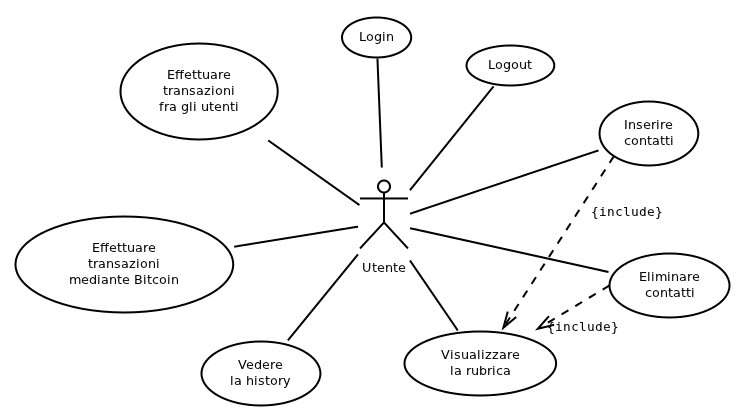 Login
Logout
Effettuare
transazioni
fra gli utenti
Inserire
contatti
{include}
Effettuare
transazioni
mediante Bitcoin
Utente
Eliminare
contatti
{include}
Vedere
la history
Visualizzare
la rubrica